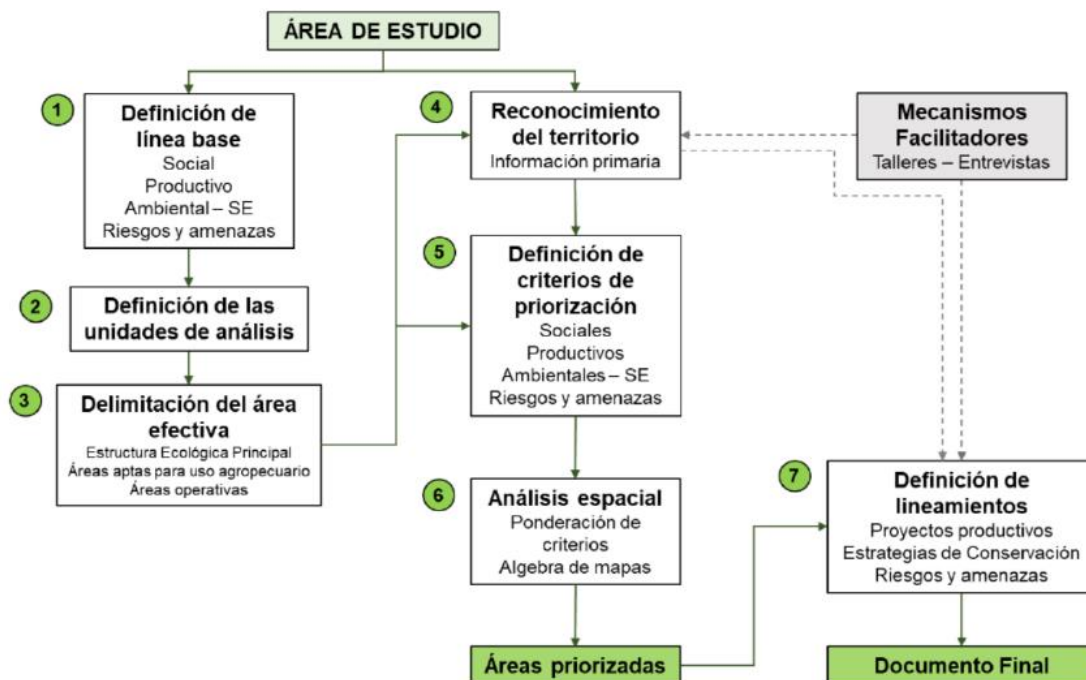 ÁREA DE ESTUDIO
1
Definición de
línea base
Social
Productivo
Ambiental – SE
Riesgos y amenazas
2
Definición de las
unidades de análisis
3
Delimitación del área
efectiva
Estructura Ecológica Principal
Áreas aptas para uso agropecuario
Áreas operativas
4
Reconocimiento
del territorio
Información primaria
5
Definición de
criterios de
priorización
Sociales
Productivos
Ambientales – SE
Riesgos y amenazas
6
Análisis espacial
Ponderación de
criterios
Algebra de mapas
Áreas priorizadas
Mecanismos
Facilitadores
Talleres – Entrevistas
7
Definición de
lineamientos
Proyectos productivos
Estrategias de Conservación
Riesgos y amenazas
Documento Final